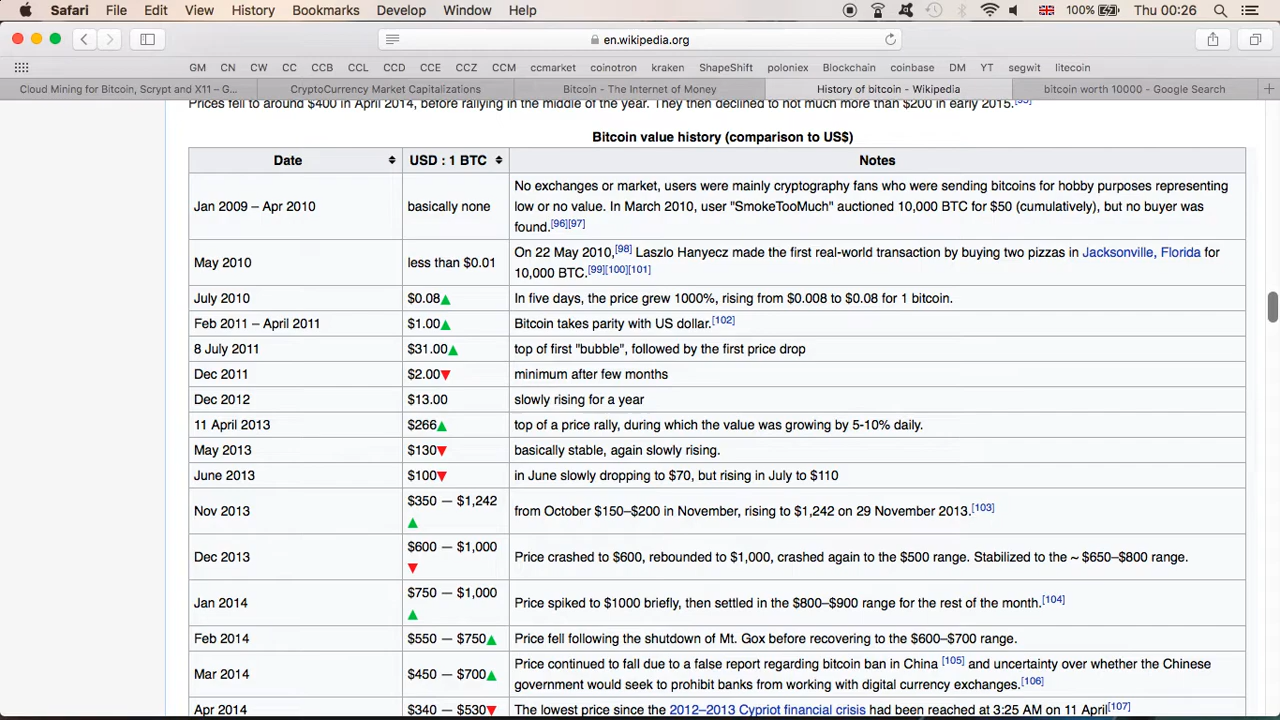 Safari File Edit View History Bookmarks Develop Window Help 100% Thu 00:26
en.wikipedia.org
GM CN CW CC CCB CCL CCD CCE CCZ CCM ccmarket coinotron kraken ShapeShift poloniex Blockchain coinbase DM YT segwit litecoin
Cloud Mining for Bitcoin, Scrypt and X11 – G... CryptoCurrency Market Capitalizations Bitcoin - The Internet of Money History of bitcoin - Wikipedia bitcoin worth 10000 - Google Search
Prices fell to around $400 in April 2014, before rallying in the middle of the year. They then declined to not much more than $200 in early 2015.[95]
Bitcoin value history (comparison to US$)
Date USD : 1 BTC Notes
No exchanges or market, users were mainly cryptography fans who were sending bitcoins for hobby purposes representing
Jan 2009 – Apr 2010 basically none low or no value. In March 2010, user "SmokeTooMuch" auctioned 10,000 BTC for $50 (cumulatively), but no buyer was
found.[96][97]
May 2010 less than $0.01 On 22 May 2010,[98] Laszlo Hanyecz made the first real-world transaction by buying two pizzas in Jacksonville, Florida for
10,000 BTC.[99][100][101]
July 2010 $0.08▲ In five days, the price grew 1000%, rising from $0.008 to $0.08 for 1 bitcoin.
Feb 2011 – April 2011 $1.00▲ Bitcoin takes parity with US dollar.[102]
8 July 2011 $31.00▲ top of first "bubble", followed by the first price drop
Dec 2011 $2.00▼ minimum after few months
Dec 2012 $13.00 slowly rising for a year
11 April 2013 $266▲ top of a price rally, during which the value was growing by 5-10% daily.
May 2013 $130▼ basically stable, again slowly rising.
June 2013 $100▼ in June slowly dropping to $70, but rising in July to $110
Nov 2013 $350 — $1,242 from October $150–$200 in November, rising to $1,242 on 29 November 2013.[103]
▲
Dec 2013 $600 — $1,000 Price crashed to $600, rebounded to $1,000, crashed again to the $500 range. Stabilized to the ~ $650–$800 range.
▼
Jan 2014 $750 — $1,000 Price spiked to $1000 briefly, then settled in the $800–$900 range for the rest of the month.[104]
▲
Feb 2014 $550 — $750▲ Price fell following the shutdown of Mt. Gox before recovering to the $600–$700 range.
Mar 2014 $450 — $700▲ Price continued to fall due to a false report regarding bitcoin ban in China [105] and uncertainty over whether the Chinese
government would seek to prohibit banks from working with digital currency exchanges.[106]
Apr 2014 $340 — $530▼ The lowest price since the 2012–2013 Cypriot financial crisis had been reached at 3:25 AM on 11 April[107]